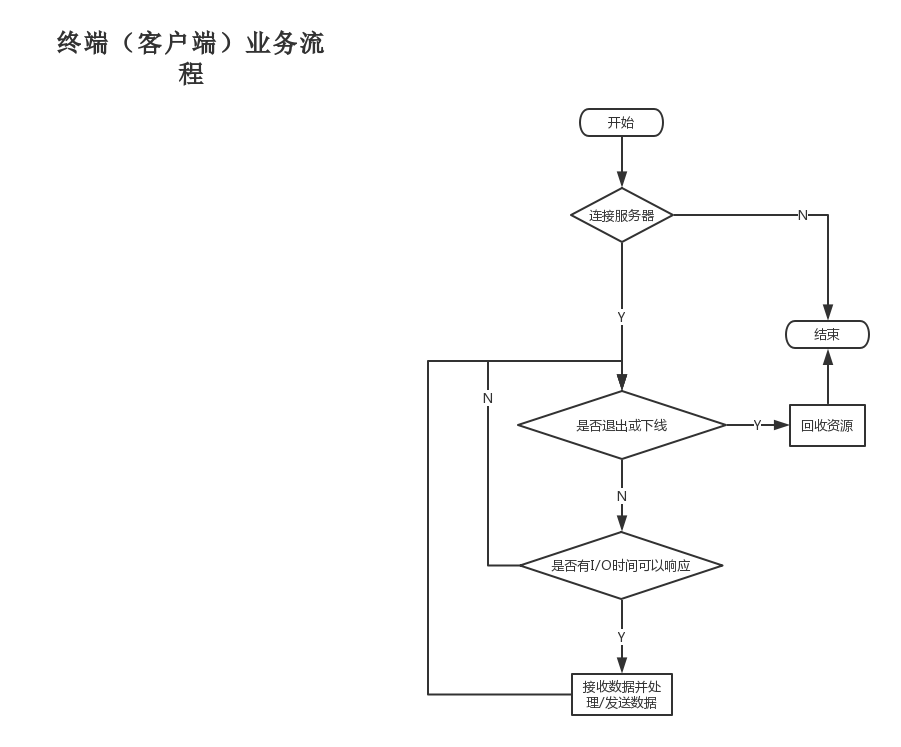 终端（客户端）业务流
程
开始
连接服务器
N
结束
Y
N
是否退出或下线
Y
回收资源
N
是否有I/O时间可以响应
Y
接收数据并处
理/发送数据